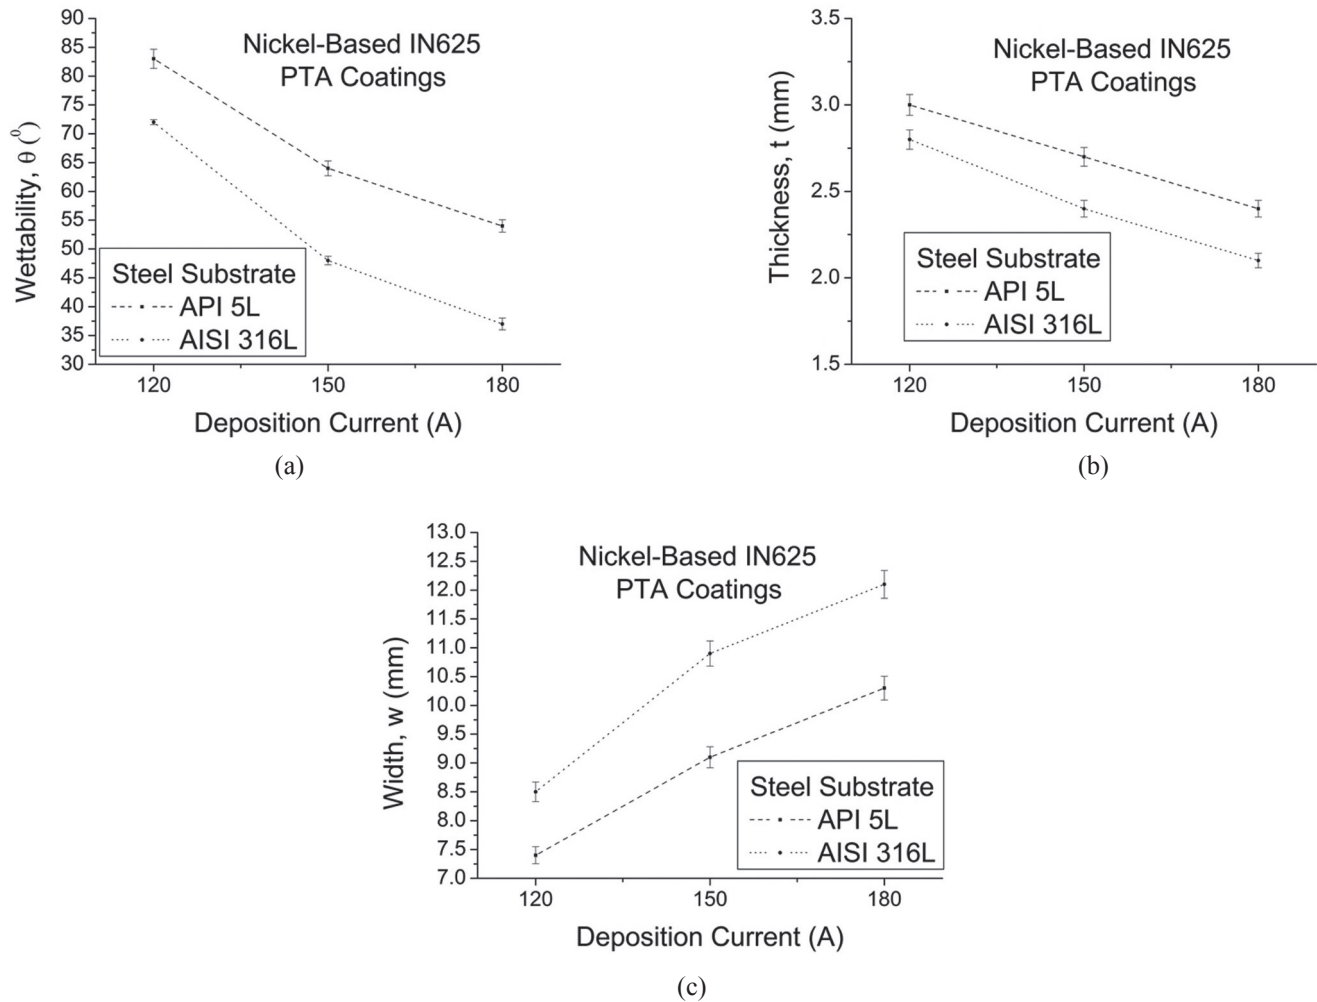 90
85
80
75
70
65
60
55
50
45
40
35
30
Wettability, θ (⁰)
Nickel-Based IN625
PTA Coatings
Steel Substrate
API 5L
AISI 316L
120 150 180
Deposition Current (A)
(a)
3.5
3.0
2.5
2.0
1.5
Thickness, t (mm)
Nickel-Based IN625
PTA Coatings
Steel Substrate
API 5L
AISI 316L
120 150 180
Deposition Current (A)
(b)
13.0
12.5
12.0
11.5
11.0
10.5
10.0
9.5
9.0
8.5
8.0
7.5
7.0
Width, w (mm)
Nickel-Based IN625
PTA Coatings
Steel Substrate
API 5L
AISI 316L
120 150 180
Deposition Current (A)
(c)